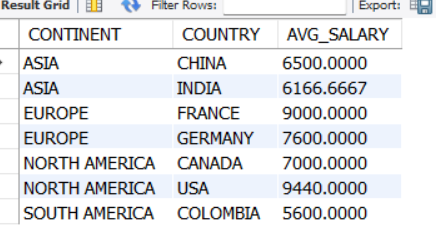 Result Grid Filter Rows: Export:
CONTINENT COUNTRY AVG_SALARY
ASIA CHINA 6500.0000
ASIA INDIA 6166.6667
EUROPE FRANCE 9000.0000
EUROPE GERMANY 7600.0000
NORTH AMERICA CANADA 7000.0000
NORTH AMERICA USA 9440.0000
SOUTH AMERICA COLOMBIA 5600.0000